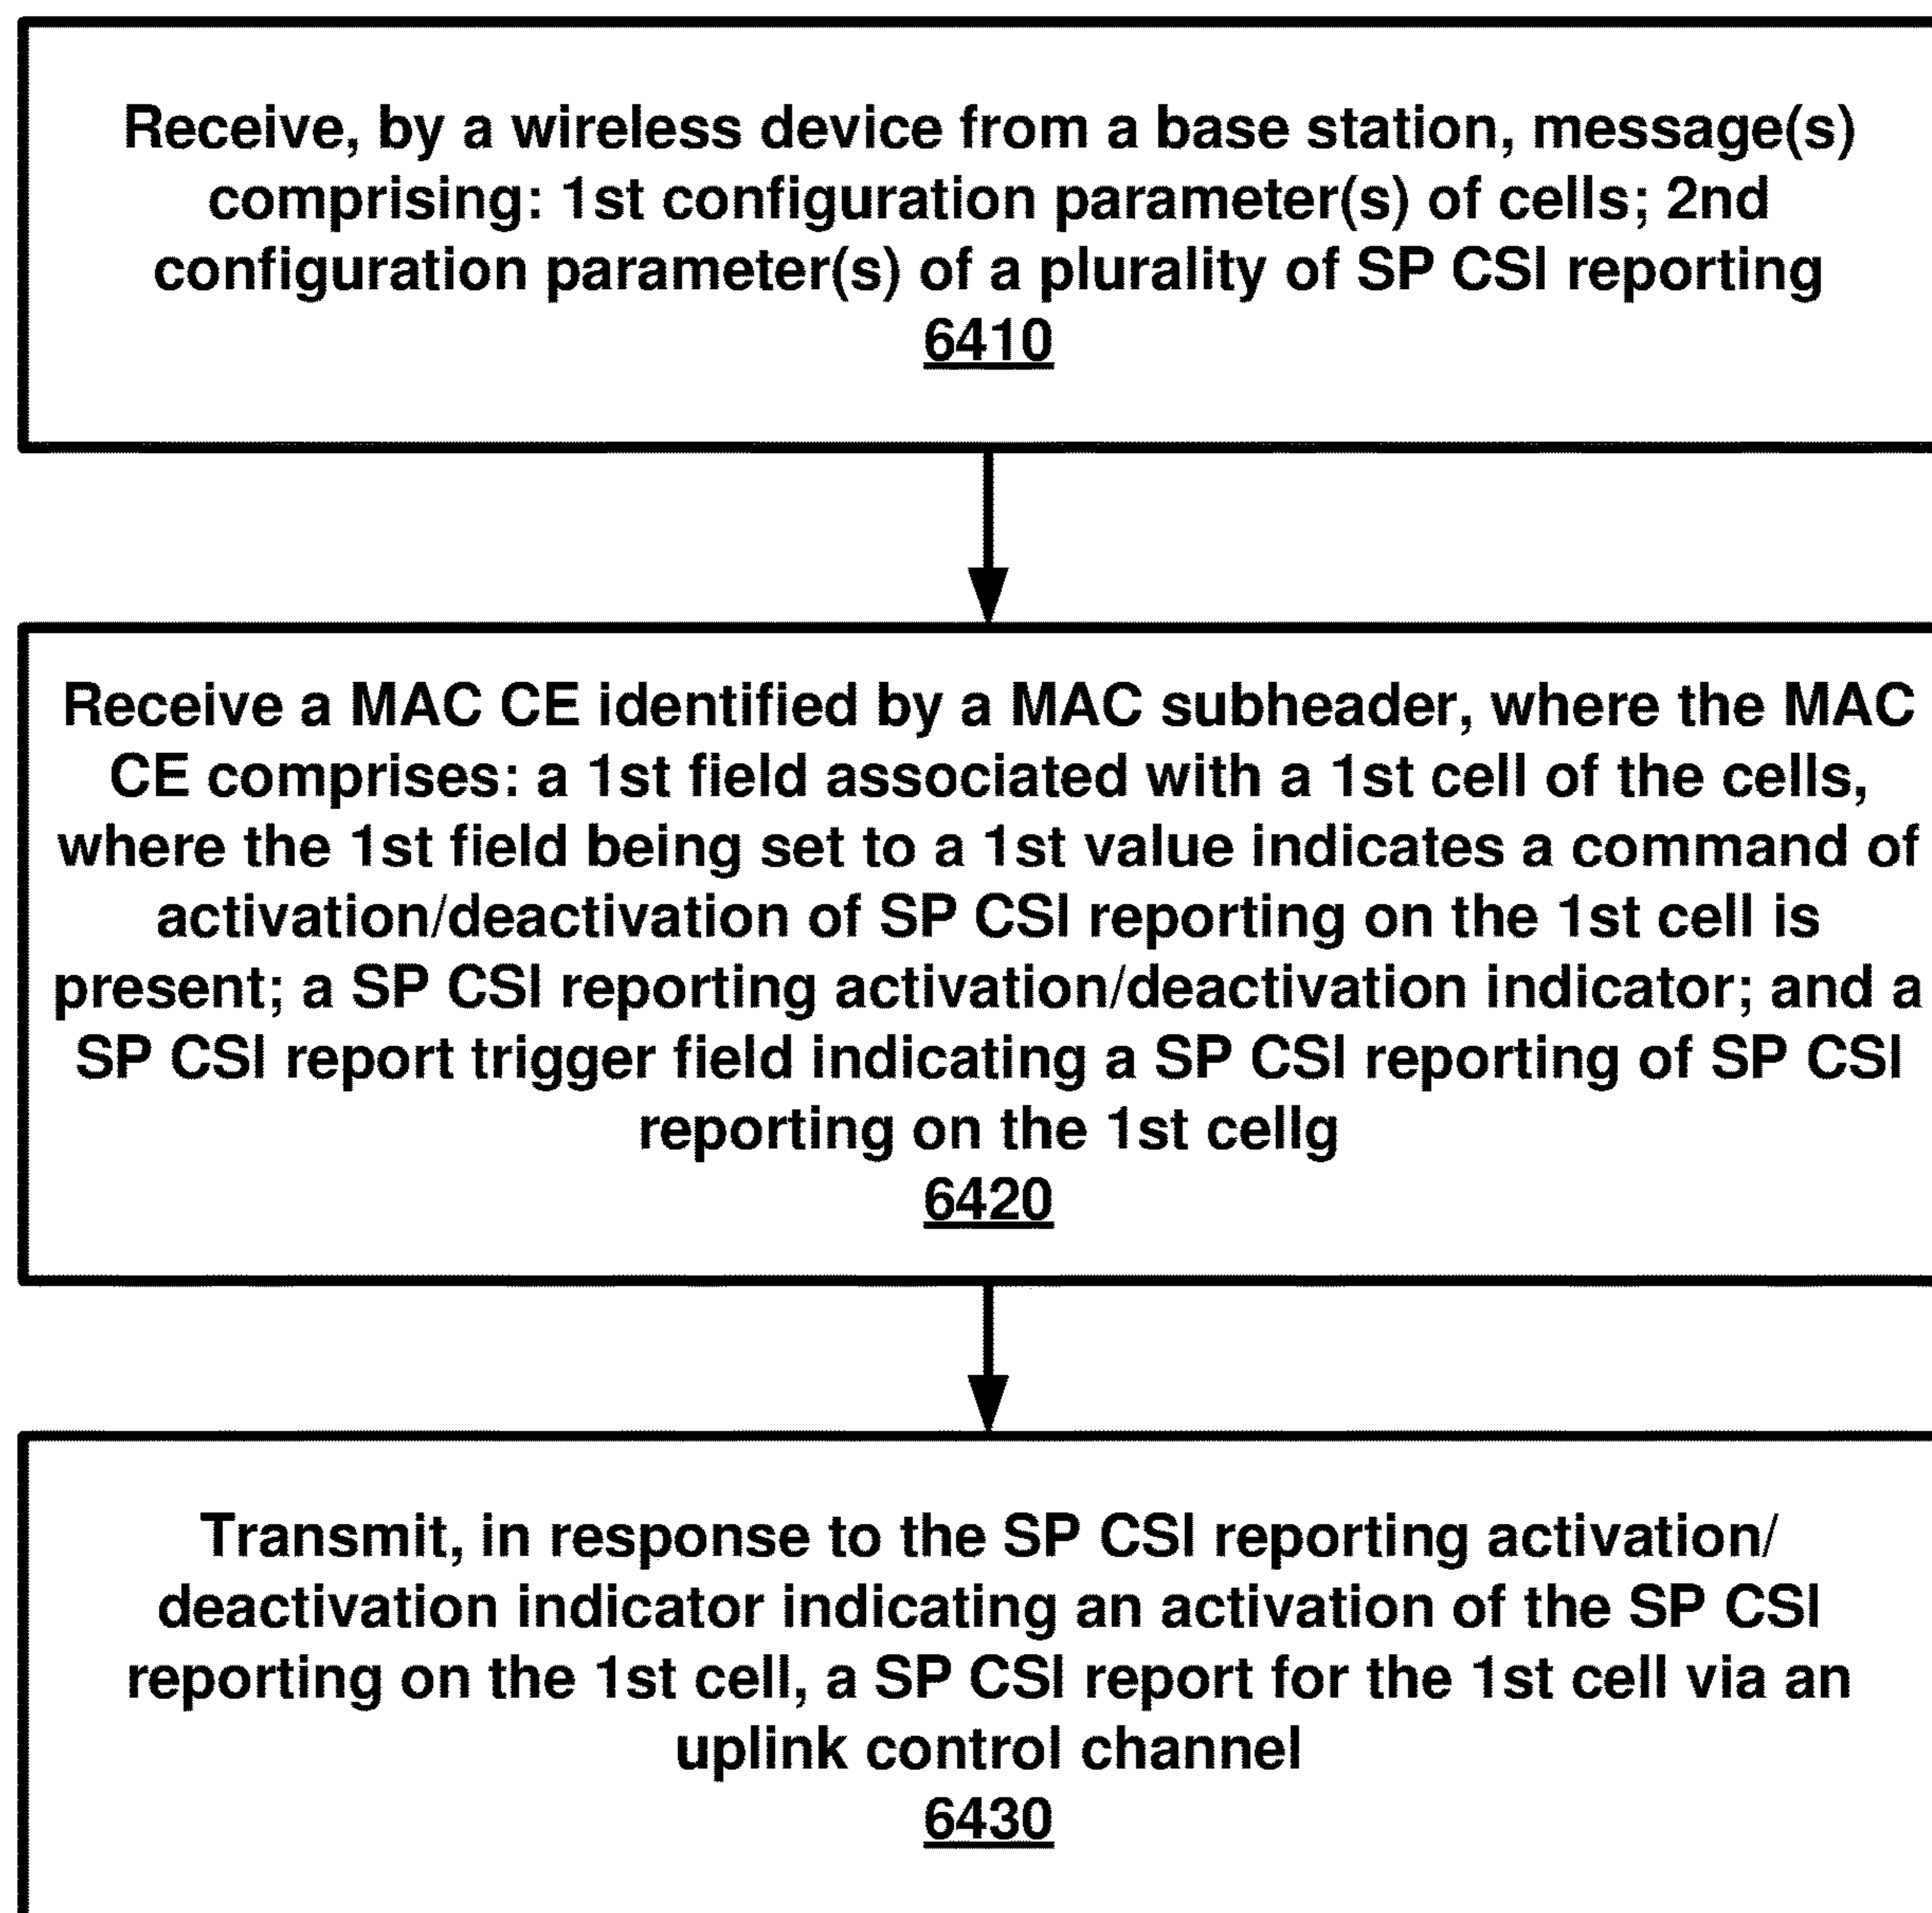 Receive, by a wireless device from a base station, message(s)
comprising: 1st configuration parameter(s) of cells; 2nd
configuration parameter(s) of a plurality of SP CSI reporting
6410
Receive a MAC CE identified by a MAC subheader, where the MAC
CE comprises: a 1st field associated with a 1st cell of the cells,
where the 1st field being set to a 1st value indicates a command of
activation/deactivation of SP CSI reporting on the 1st cell is
present; a SP CSI reporting activation/deactivation indicator; and a
SP CSI report trigger field indicating a SP CSI reporting of SP CSI
reporting on the 1st cellg
6420
Transmit, in response to the SP CSI reporting activation/
deactivation indicator indicating an activation of the SP CSI
reporting on the 1st cell, a SP CSI report for the 1st cell via an
uplink control channel
6430